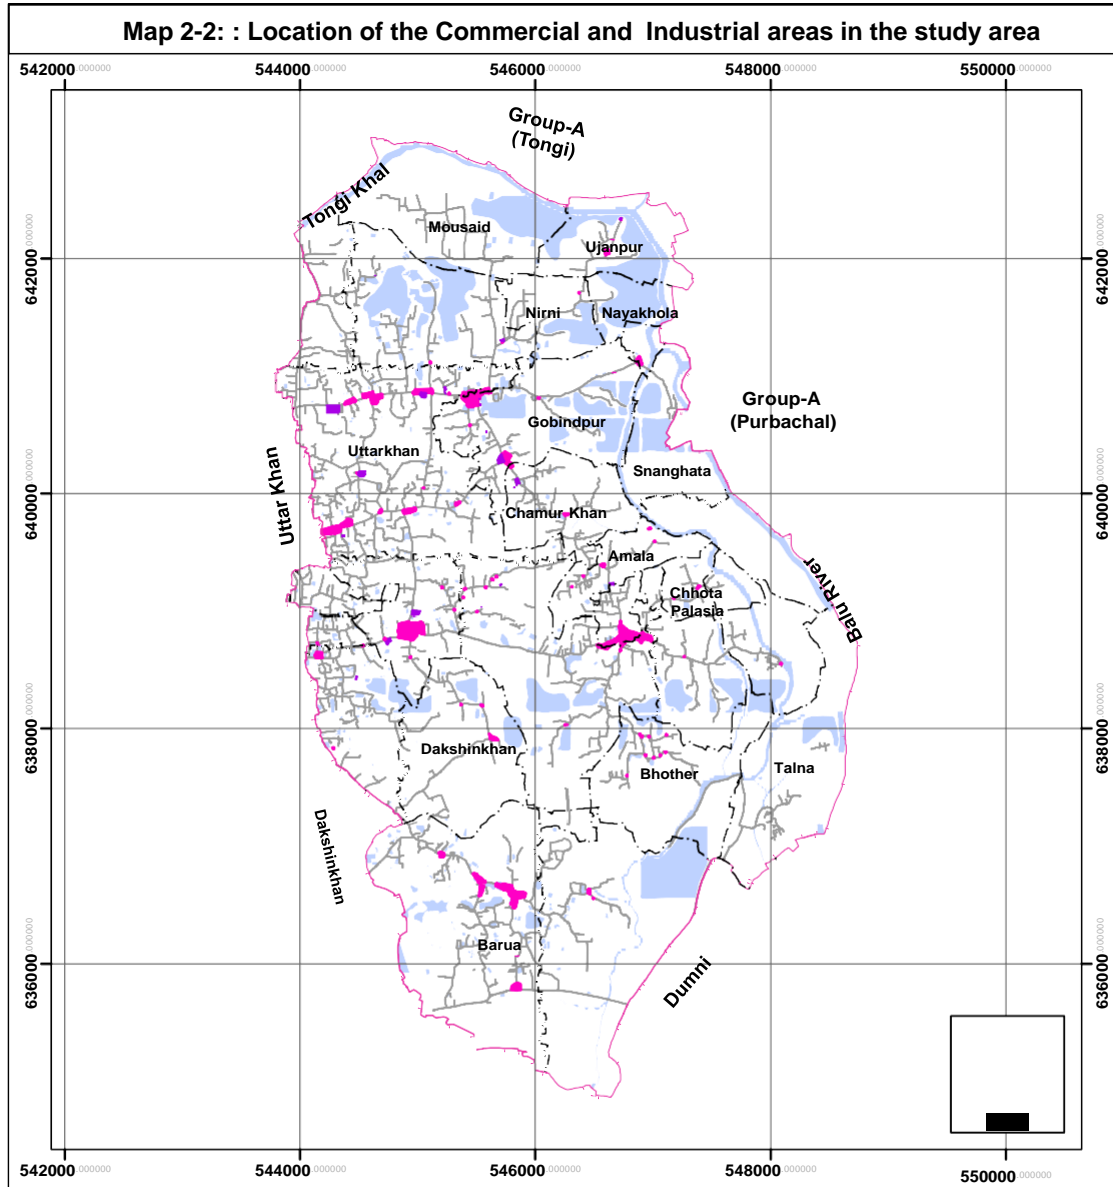 Map 2-2: : Location of the Commercial and  Industrial areas in the study area
542000.000000
544000.000000
546000.000000
548000.000000
550000.000000
Group-A
(Tongi)
Tongi Khal
Mousaid
Ujanpur
642000.000000
642000.000000
Nirni
Nayakhola
Group-A
(Purbachal)
Gobindpur
Uttarkhan
Snanghata
Uttar Khan
640000.000000
640000.000000
Chamur Khan
Amala
Balu River
Chhota
Palasia
638000.000000
638000.000000
Dakshinkhan
Bhother
Talna
Dakshinkhan
Barua
636000.000000
636000.000000
Dumni
542000.000000
544000.000000
546000.000000
548000.000000
550000.000000